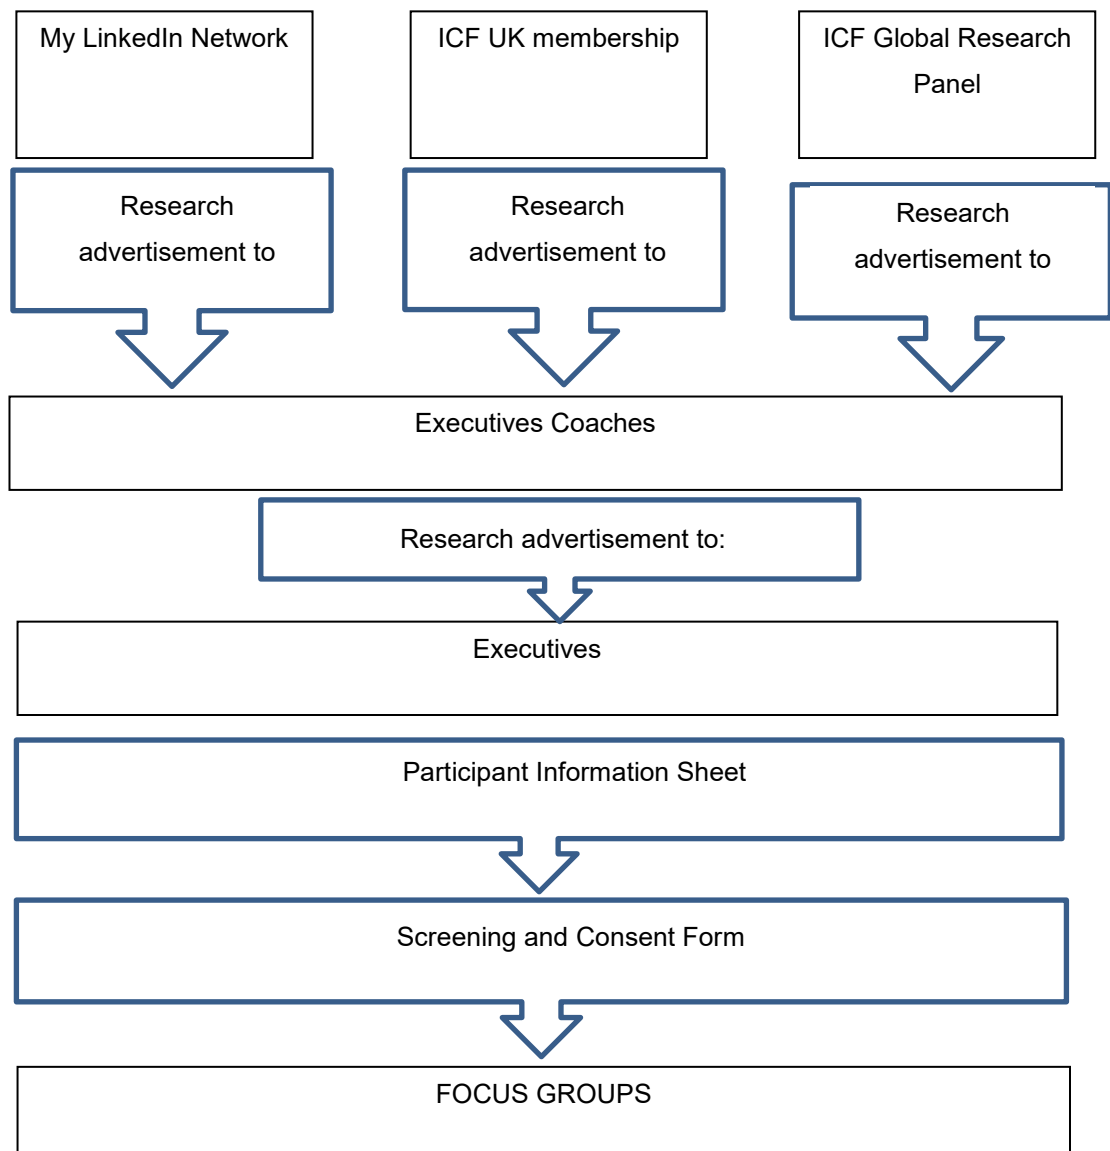 My LinkedIn Network
ICF UK membership
ICF Global Research
Panel
Research
advertisement to
Research
advertisement to
Research
advertisement to
Executives Coaches
Research advertisement to:
Executives
Participant Information Sheet
Screening and Consent Form
FOCUS GROUPS